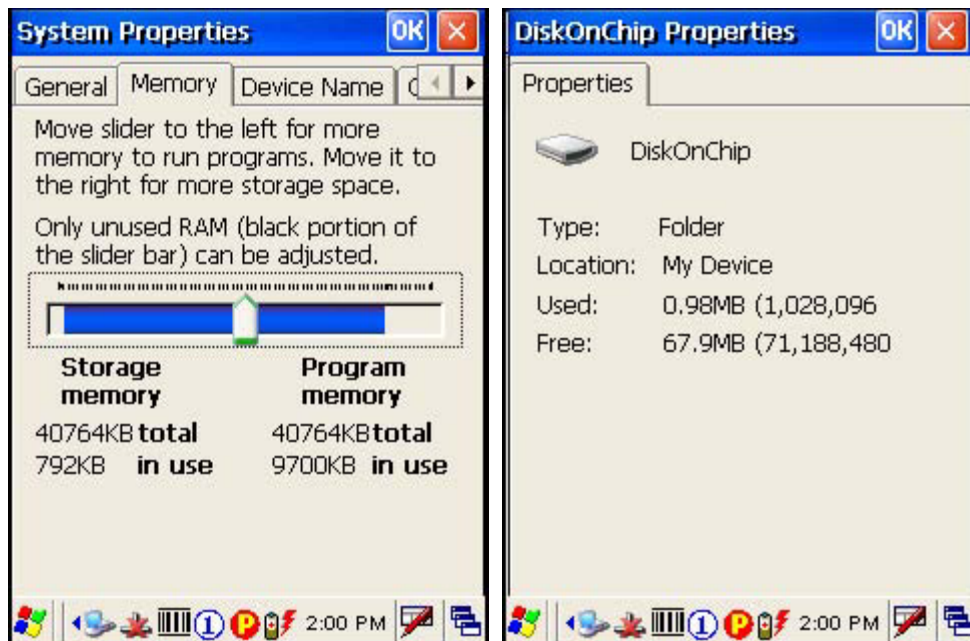 System Properties
OK
General
Memory
Device Name
Move slider to the left for more
memory to run programs. Move it to
the right for more storage space.
Only unused RAM (black portion of
the slider bar) can be adjusted.
Storage Program
memory memory
40764KB total 40764KB total
792KB in use 9700KB in use
1 P 2:00 PM
DiskOnChip Properties
OK
Properties
DiskOnChip
Type: Folder
Location: My Device
Used: 0.98MB (1,028,096
Free: 67.9MB (71,188,480
1 P 2:00 PM